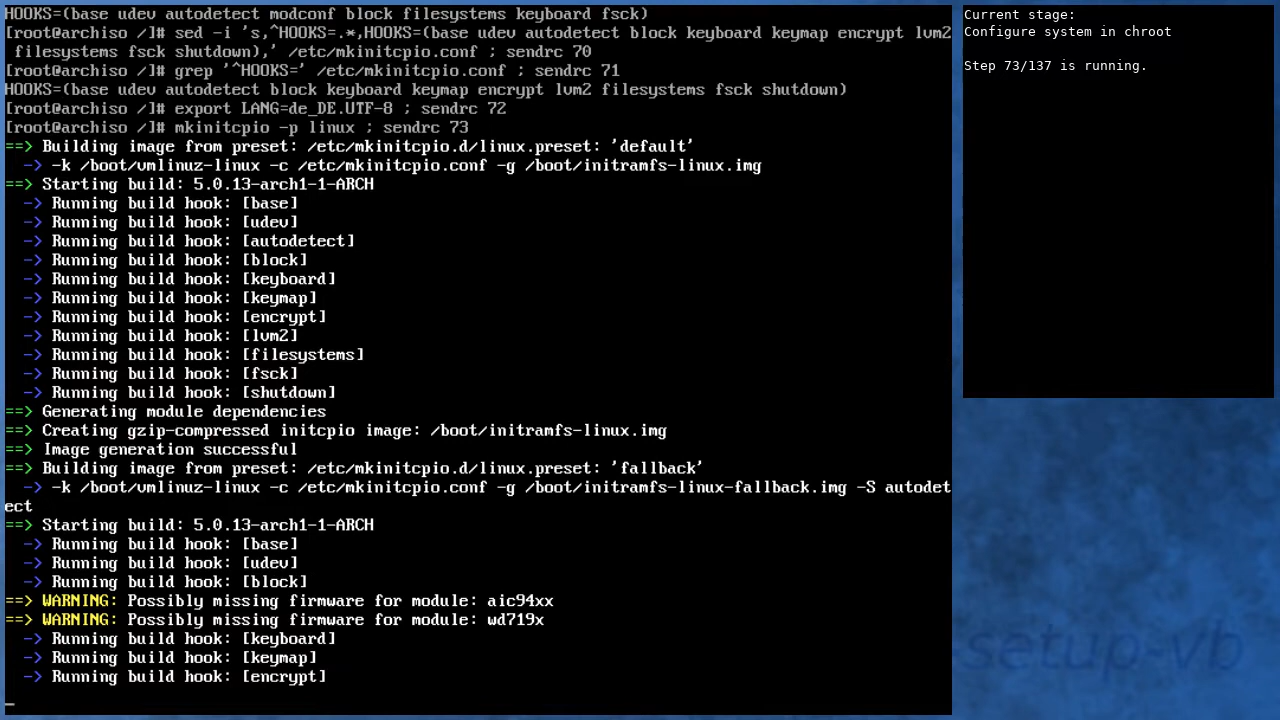 HOOKS=(base udev autodetect modconf block filesystems keyboard fsck)
[root@archiso /]# sed -i 's,^HOOKS=.*,HOOKS=(base udev autodetect block keyboard keymap encrypt lvm2
 filesystems fsck shutdown),' /etc/mkinitcpio.conf ; sendrc 70
[root@archiso /]# grep '^HOOKS=' /etc/mkinitcpio.conf ; sendrc 71
HOOKS=(base udev autodetect block keyboard keymap encrypt lvm2 filesystems fsck shutdown)
[root@archiso /]# export LANG=de_DE.UTF-8 ; sendrc 72
[root@archiso /]# mkinitcpio -p linux ; sendrc 73
==> Building image from preset: /etc/mkinitcpio.d/linux.preset: 'default'
  -> -k /boot/vmlinuz-linux -c /etc/mkinitcpio.conf -g /boot/initramfs-linux.img
==> Starting build: 5.0.13-arch1-1-ARCH
  -> Running build hook: [base]
  -> Running build hook: [udev]
  -> Running build hook: [autodetect]
  -> Running build hook: [block]
  -> Running build hook: [keyboard]
  -> Running build hook: [keymap]
  -> Running build hook: [encrypt]
  -> Running build hook: [lvm2]
  -> Running build hook: [filesystems]
  -> Running build hook: [fsck]
  -> Running build hook: [shutdown]
==> Generating module dependencies
==> Creating gzip-compressed initcpio image: /boot/initramfs-linux.img
==> Image generation successful
==> Building image from preset: /etc/mkinitcpio.d/linux.preset: 'fallback'
  -> -k /boot/vmlinuz-linux -c /etc/mkinitcpio.conf -g /boot/initramfs-linux-fallback.img -S autodet
ect
==> Starting build: 5.0.13-arch1-1-ARCH
  -> Running build hook: [base]
  -> Running build hook: [udev]
  -> Running build hook: [block]
==> WARNING: Possibly missing firmware for module: aic94xx
==> WARNING: Possibly missing firmware for module: wd719x
  -> Running build hook: [keyboard]
  -> Running build hook: [keymap]
  -> Running build hook: [encrypt]
Current stage:
Configure system in chroot
Step 73/137 is running.
setup-vb